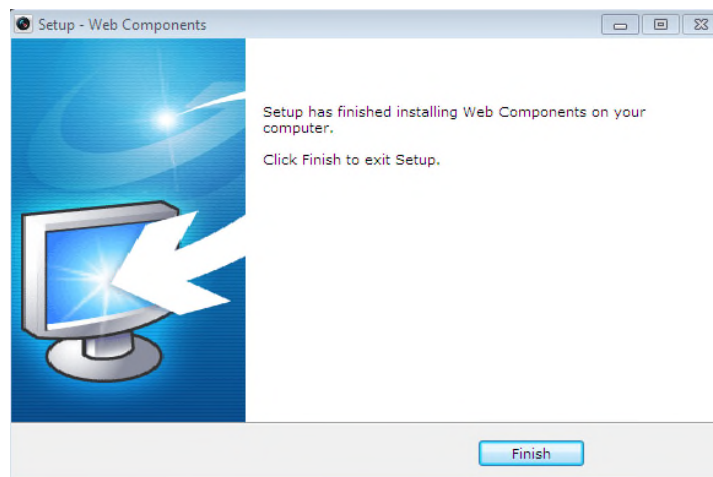 Setup - Web Components
Setup has finished installing Web Components on your
computer.
Click Finish to exit Setup.
Finish